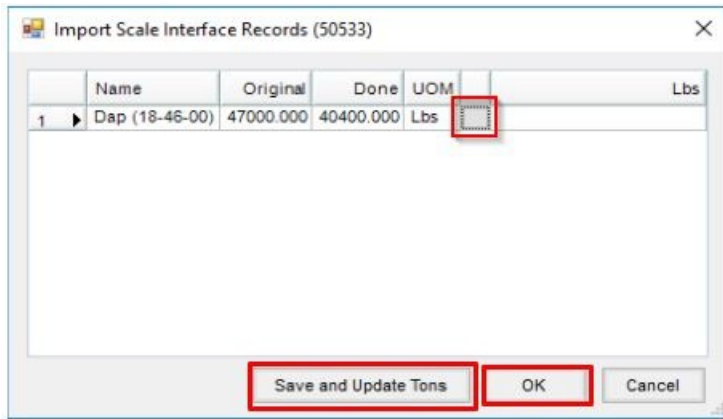 Import Scale Interface Records (50533)
Name Original Done UOM Lbs
1 Dap (18-46-00) 47000.000 40400.000 Lbs
Save and Update Tons OK Cancel